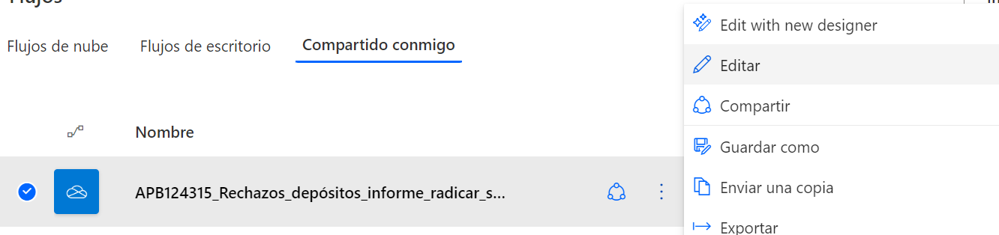 Flujos
Flujos de nube
Flujos de escritorio
Compartido conmigo
Nombre
APB124315_Rechazos_depósitos_informe_radicar_s...
Edit with new designer
Editar
Compartir
Guardar como
Enviar una copia
Exportar